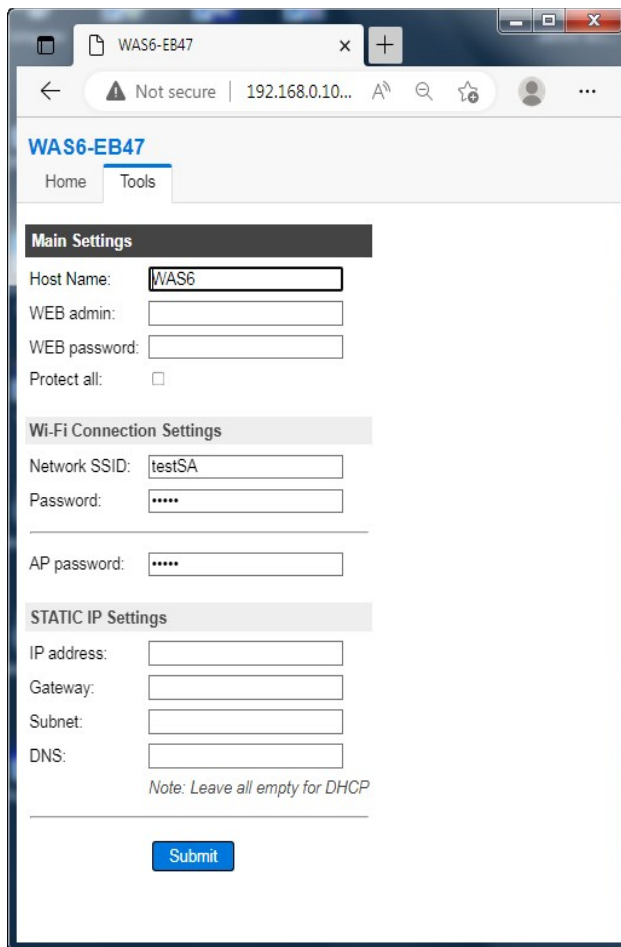 WAS6-EB47
Not secure | 192.168.0.10...
WAS6-EB47
Home Tools
Main Settings
Host Name: WAS6
WEB admin:
WEB password:
Protect all:
Wi-Fi Connection Settings
Network SSID: testSA
Password: •••••
AP password: •••••
STATIC IP Settings
IP address:
Gateway:
Subnet:
DNS:
Note: Leave all empty for DHCP
Submit